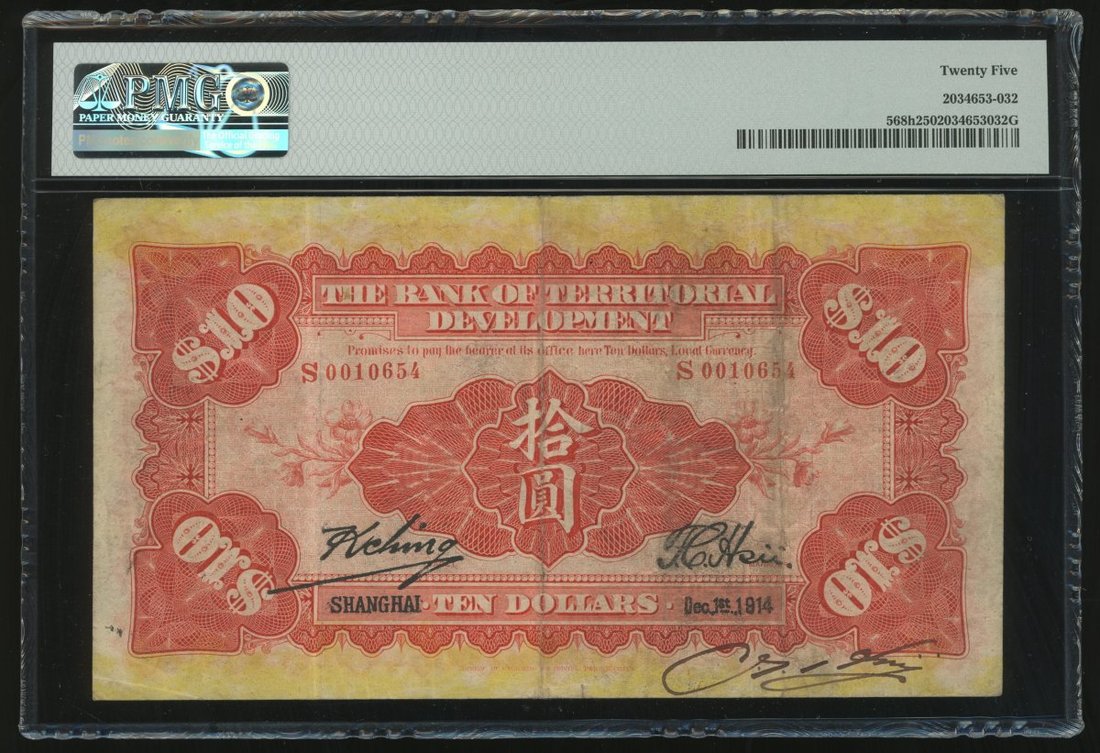 PMG
PAPER MONEY GUARANTY
Twenty Five
2034653-032
568h2502034653032G
$10
$10
THE BANK OF TERRITORIAL
DEVELOPMENT
Promises to pay the bearer at its office here Ten Dollars, Local Currency.
S 0010654
S 0010654
拾
圓
$10
$10
SHANGHAI · TEN DOLLARS · Dec.1st.,1914